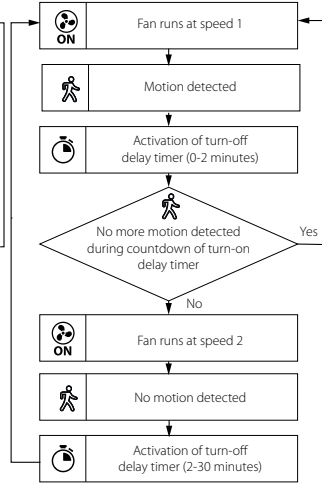 ON
Fan runs at speed 1
Motion detected
Activation of turn-off
delay timer (0-2 minutes)
No more motion detected
during countdown of turn-on
delay timer
Yes
No
ON
Fan runs at speed 2
No motion detected
Activation of turn-off
delay timer (2-30 minutes)